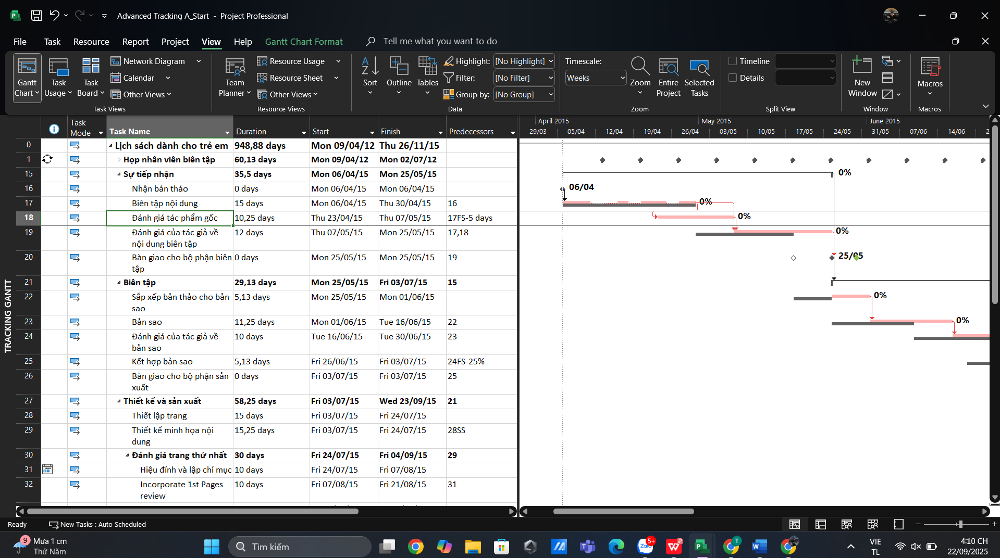 Advanced Tracking A_Start - Project Professional
File Task Resource Report Project View Help Gantt Chart Format Tell me what you want to do
Gantt Chart
Task Usage
Task Board
Network Diagram
Calendar
Other Views
Task Views
Team Planner
Resource Usage
Resource Sheet
Other Views
Resource Views
Sort
Outline
Tables
Highlight: [No Highlight]
Filter: [No Filter]
Group by: [No Group]
Data
Timescale:
Weeks
Zoom
Entire Project
Selected Tasks
Zoom
Timeline
Details
Split View
New Window
Window
Macros
Macros
Task Mode Task Name Duration Start Finish Predecessors
0 Lịch sách dành cho trẻ em 948,88 days Mon 09/04/12 Thu 26/11/15
1 Họp nhân viên biên tập 60,13 days Mon 09/04/12 Mon 02/07/12
15 Sự tiếp nhận 35,5 days Mon 06/04/15 Mon 25/05/15
16 Nhận bản thảo 0 days Mon 06/04/15 Mon 06/04/15
17 Biên tập nội dung 15 days Mon 06/04/15 Thu 30/04/15 16
18 Đánh giá tác phẩm gốc 10,25 days Thu 23/04/15 Thu 07/05/15 17FS-5 days
19 Đánh giá của tác giả về nội dung biên tập 12 days Thu 07/05/15 Mon 25/05/15 17,18
20 Bàn giao cho bộ phận biên tập 0 days Mon 25/05/15 Mon 25/05/15 19
21 Biên tập 29,13 days Mon 25/05/15 Fri 03/07/15 15
22 Sắp xếp bản thảo cho bản sao 5,13 days Mon 25/05/15 Mon 01/06/15
23 Bản sao 11,25 days Mon 01/06/15 Tue 16/06/15 22
24 Đánh giá của tác giả về bản sao 10 days Tue 16/06/15 Tue 30/06/15 23
25 Kết hợp bản sao 5,13 days Fri 26/06/15 Fri 03/07/15 24FS-25%
26 Bàn giao cho bộ phận sản xuất 0 days Fri 03/07/15 Fri 03/07/15 25
27 Thiết kế và sản xuất 58,25 days Fri 03/07/15 Wed 23/09/15 21
28 Thiết lập trang 15 days Fri 03/07/15 Fri 24/07/15
29 Thiết kế minh họa nội dung 15,25 days Fri 03/07/15 Fri 24/07/15 28SS
30 Đánh giá trang thứ nhất 30 days Fri 24/07/15 Fri 04/09/15 29
31 Hiệu đính và lập chỉ mục 10 days Fri 24/07/15 Fri 07/08/15
32 Incorporate 1st Pages review 10 days Fri 07/08/15 Fri 21/08/15 31
TRACKING GANTT
April 2015 May 2015 June 2015
29/03 05/04 12/04 19/04 26/04 03/05 10/05 17/05 24/05 31/05 07/06 14/06 2
0%
06/04
0%
0%
0%
25/05
0%
0%
Ready New Tasks : Auto Scheduled
9
Mưa 1 cm
Thứ Năm
Tìm kiếm
Zalo 5+
T
VIE
TL
4:10 CH
22/09/2025